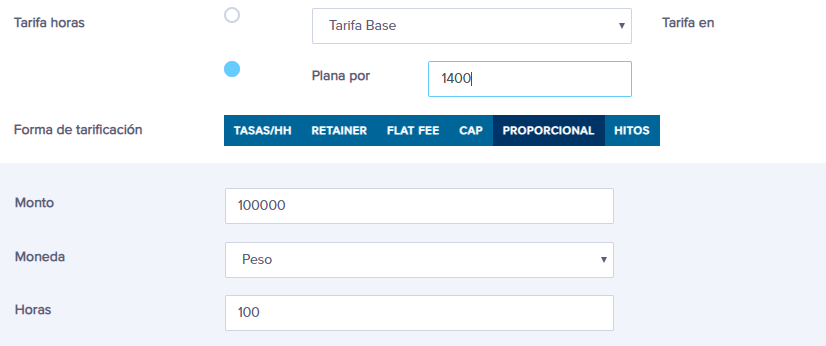 Tarifa horas
Tarifa Base
Tarifa en
Plana por
1400
Forma de tarificación
TASAS/HH RETAINER FLAT FEE CAP PROPORCIONAL HITOS
Monto
100000
Moneda
Peso
Horas
100